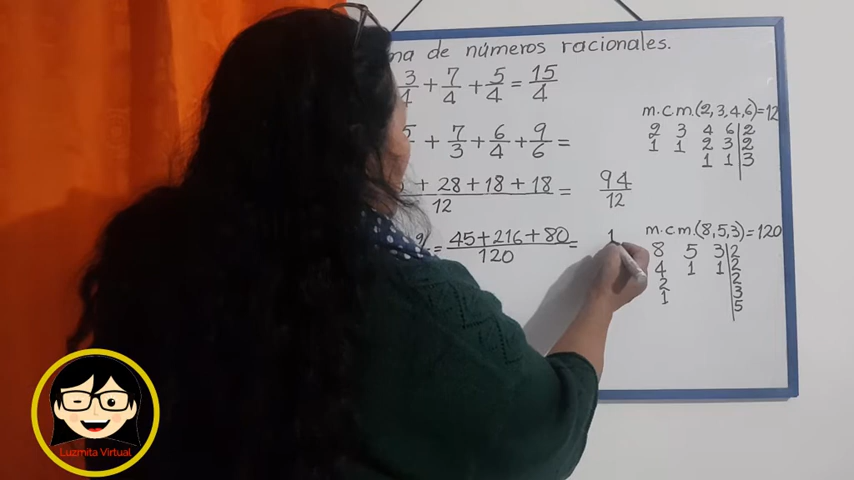 de números racionales.
3/4 + 7/4 + 5/4 = 15/4
+ 7/3 + 6/4 + 9/6 =
+ 28 + 18 + 18 / 12 = 94/12
= 45+216+80 / 120 = 1
m.c.m.(2,3,4,6)=12
2 3 4 6|2
1 1 2 3|2
1 1|3
m.c.m.(8,5,3)=120
8 5 3|2
4 1 1|2
2|2
1|3
|5
Luzmita Virtual